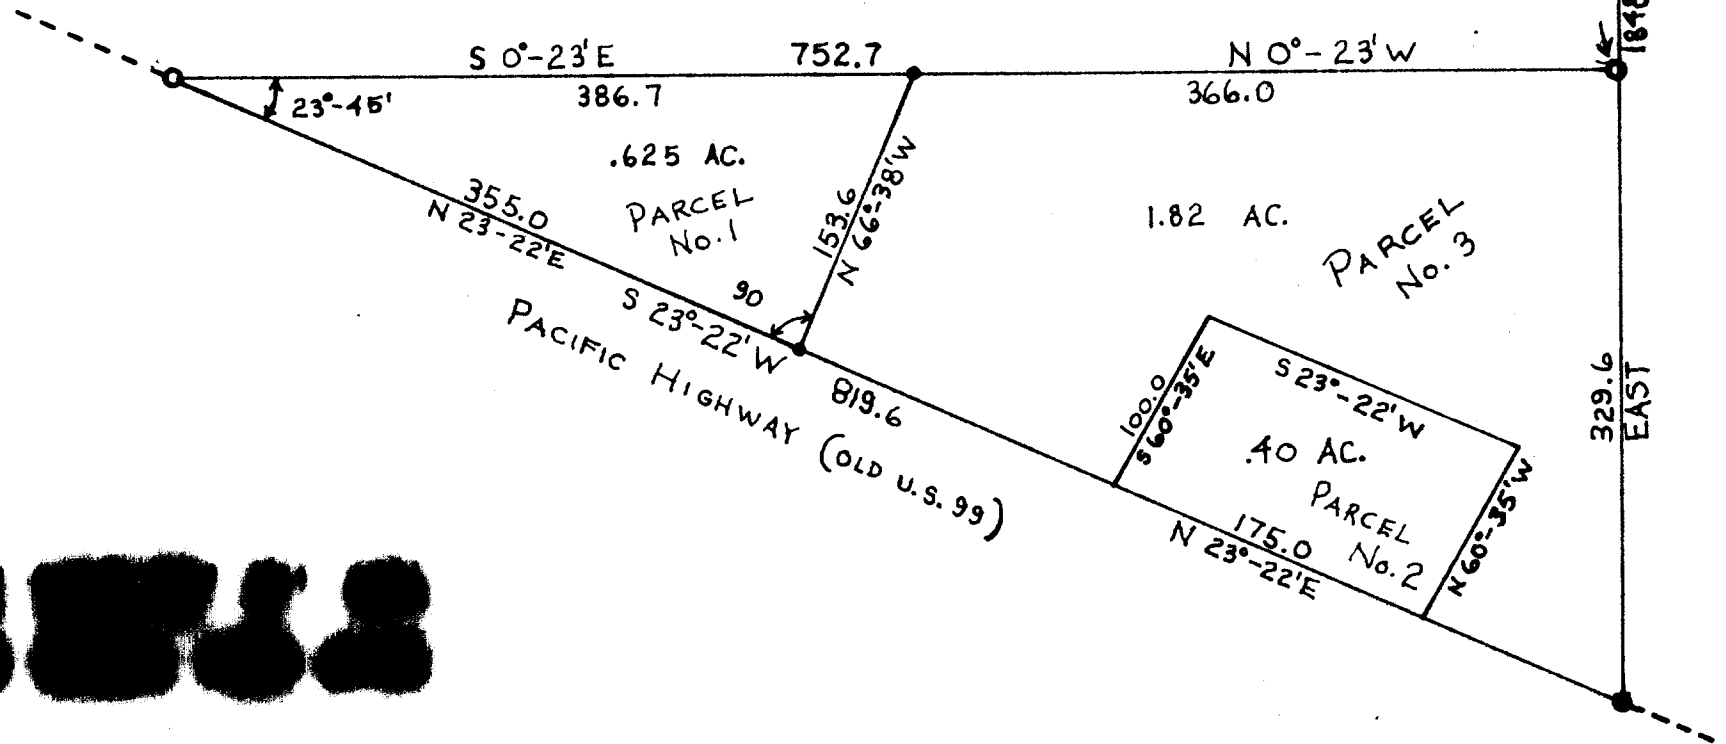 S 0°-23'E
752.7
N 0°-23'W
386.7
366.0
23°-45'
.625 AC.
PARCEL
No.1
355.0
N 23-22'E
S 23°-22'W
90
153.6
N 66°-38'W
1.82 AC.
PARCEL
No. 3
PACIFIC HIGHWAY (OLD U.S. 99)
819.6
100.0
S 60°-35'E
S 23°-22'W
.40 AC.
PARCEL
No.2
175.0
N 23°-22'E
N 60°-35'W
329.6
EAST